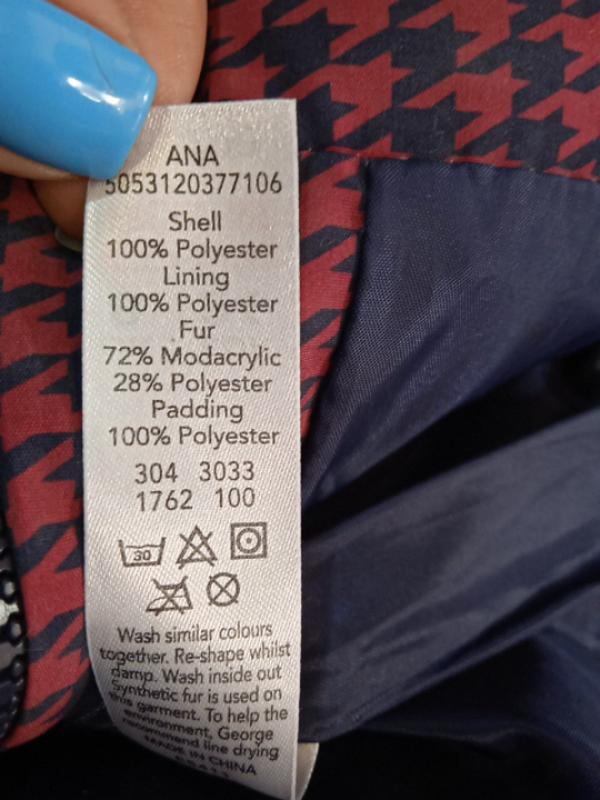 ANA
5053120377106
Shell
100% Polyester
Lining
100% Polyester
Fur
72% Modacrylic
28% Polyester
Padding
100% Polyester
304 3033
1762 100
30
Wash similar colours
together. Re-shape whilst
damp. Wash inside out
Synthetic fur is used on
this garment. To help the
environment, George
recommend line drying
MADE IN CHINA